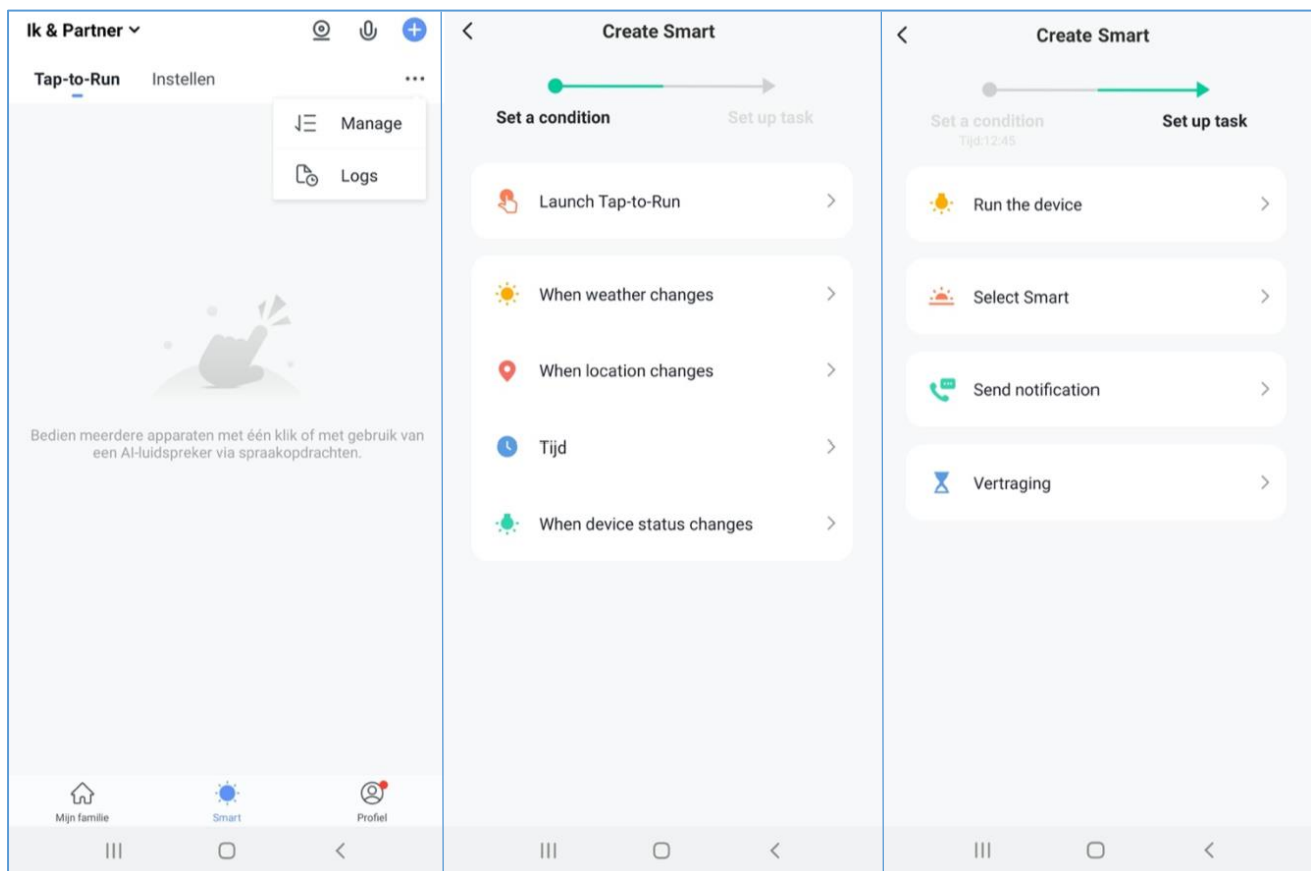 Ik & Partner
Tap-to-Run Instellen
Manage
Logs
Bedien meerdere apparaten met één klik of met gebruik van
een AI-luidspreker via spraakopdrachten.
Mijn familie Smart Profiel
Create Smart
Set a condition Set up task
Launch Tap-to-Run
When weather changes
When location changes
Tijd
When device status changes
Create Smart
Set a condition Set up task
Tijd:12:45
Run the device
Select Smart
Send notification
Vertraging